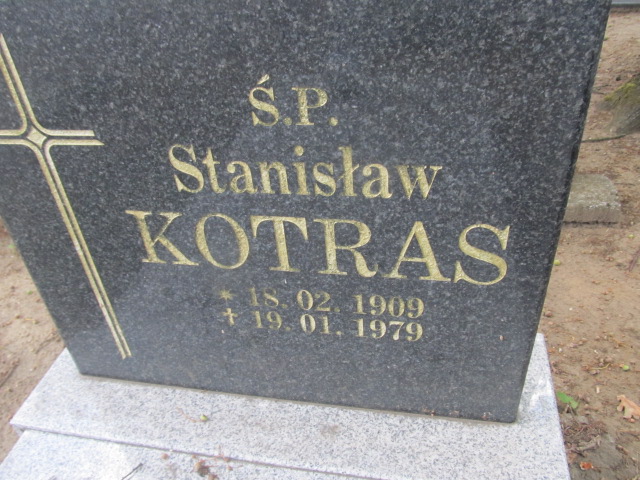 Ś.P.
Stanisław
KOTRAS
* 18. 02. 1909
† 19. 01. 1979